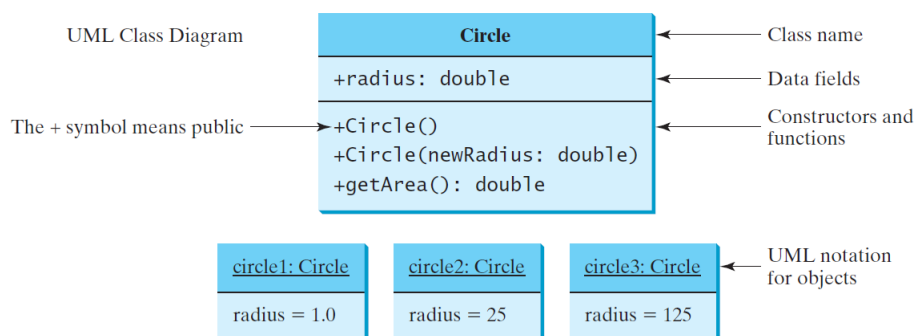 UML Class Diagram
Circle
Class name
+radius: double
Data fields
The + symbol means public
+Circle()
+Circle(newRadius: double)
+getArea(): double
Constructors and
functions
circle1: Circle
circle2: Circle
circle3: Circle
UML notation
for objects
radius = 1.0
radius = 25
radius = 125